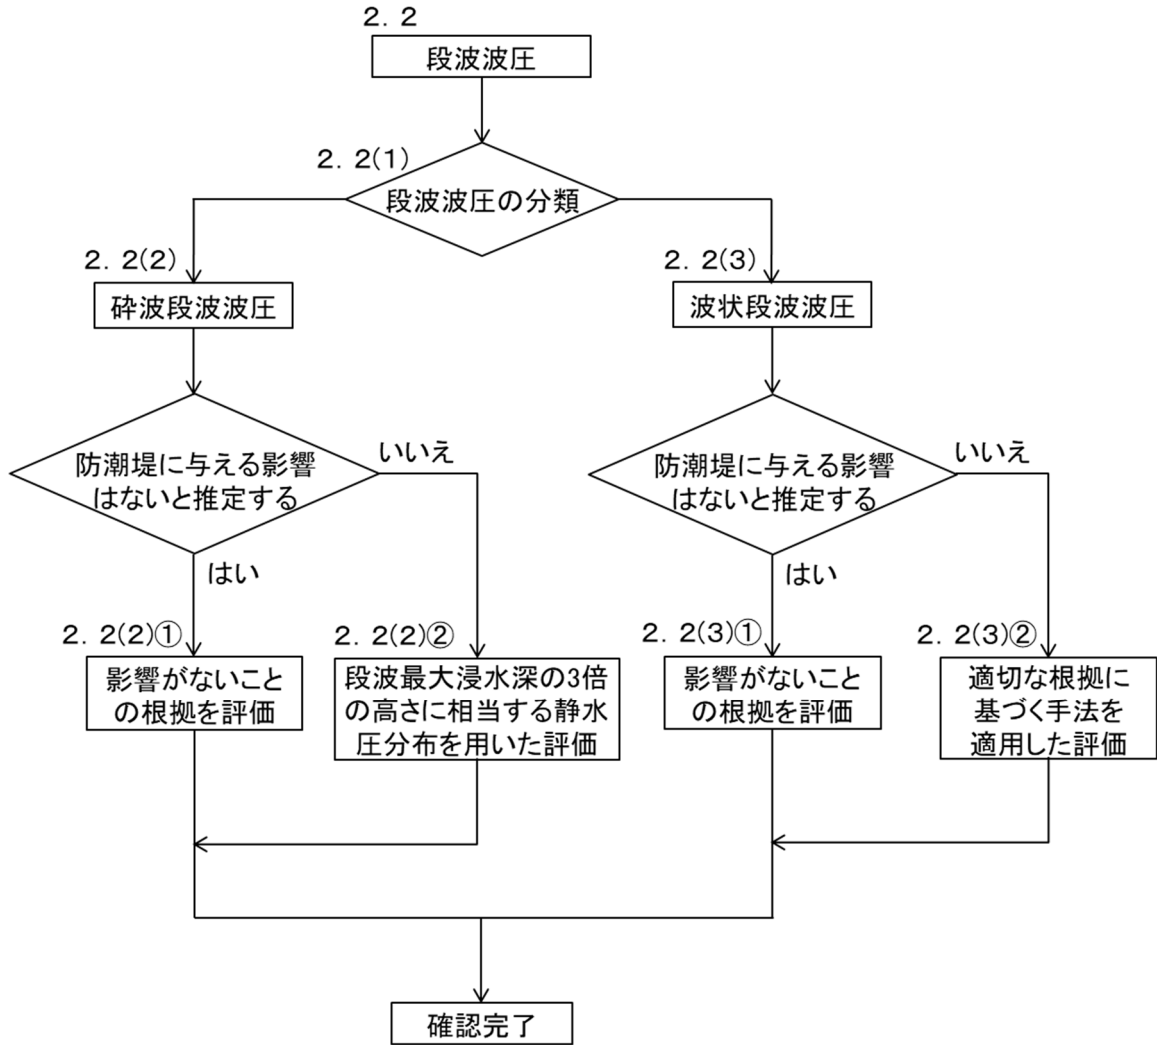 2. 2
段波波圧
2. 2(1)
段波波圧の分類
2. 2(2)
砕波段波波圧
2. 2(3)
波状段波波圧
防潮堤に与える影響
はないと推定する
いいえ
はい
防潮堤に与える影響
はないと推定する
いいえ
はい
2. 2(2)①
影響がないこと
の根拠を評価
2. 2(2)②
段波最大浸水深の3倍
の高さに相当する静水
圧分布を用いた評価
2. 2(3)①
影響がないこと
の根拠を評価
2. 2(3)②
適切な根拠に
基づく手法を
適用した評価
確認完了